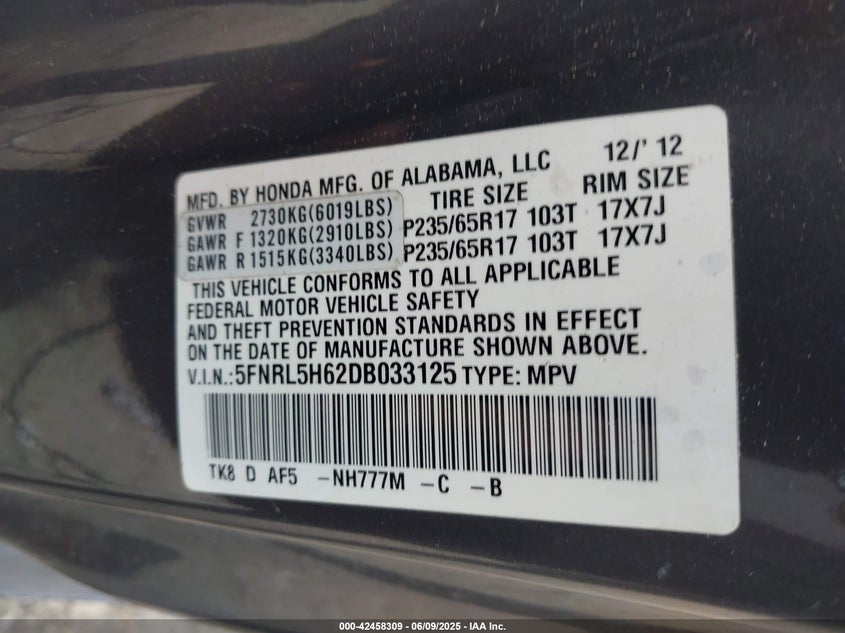 MFD. BY HONDA MFG. OF ALABAMA, LLC 12/' 12
GVWR 2730KG(6019LBS) TIRE SIZE RIM SIZE
GAWR F 1320KG(2910LBS) P235/65R17 103T 17X7J
GAWR R 1515KG(3340LBS) P235/65R17 103T 17X7J
THIS VEHICLE CONFORMS TO ALL APPLICABLE
FEDERAL MOTOR VEHICLE SAFETY
AND THEFT PREVENTION STANDARDS IN EFFECT
ON THE DATE OF MANUFACTURE SHOWN ABOVE.
V.I.N.:5FNRL5H62DB033125 TYPE: MPV
TK8 D AF5 -NH777M -C -B
000-42458309 - 06/09/2025 - IAA Inc.